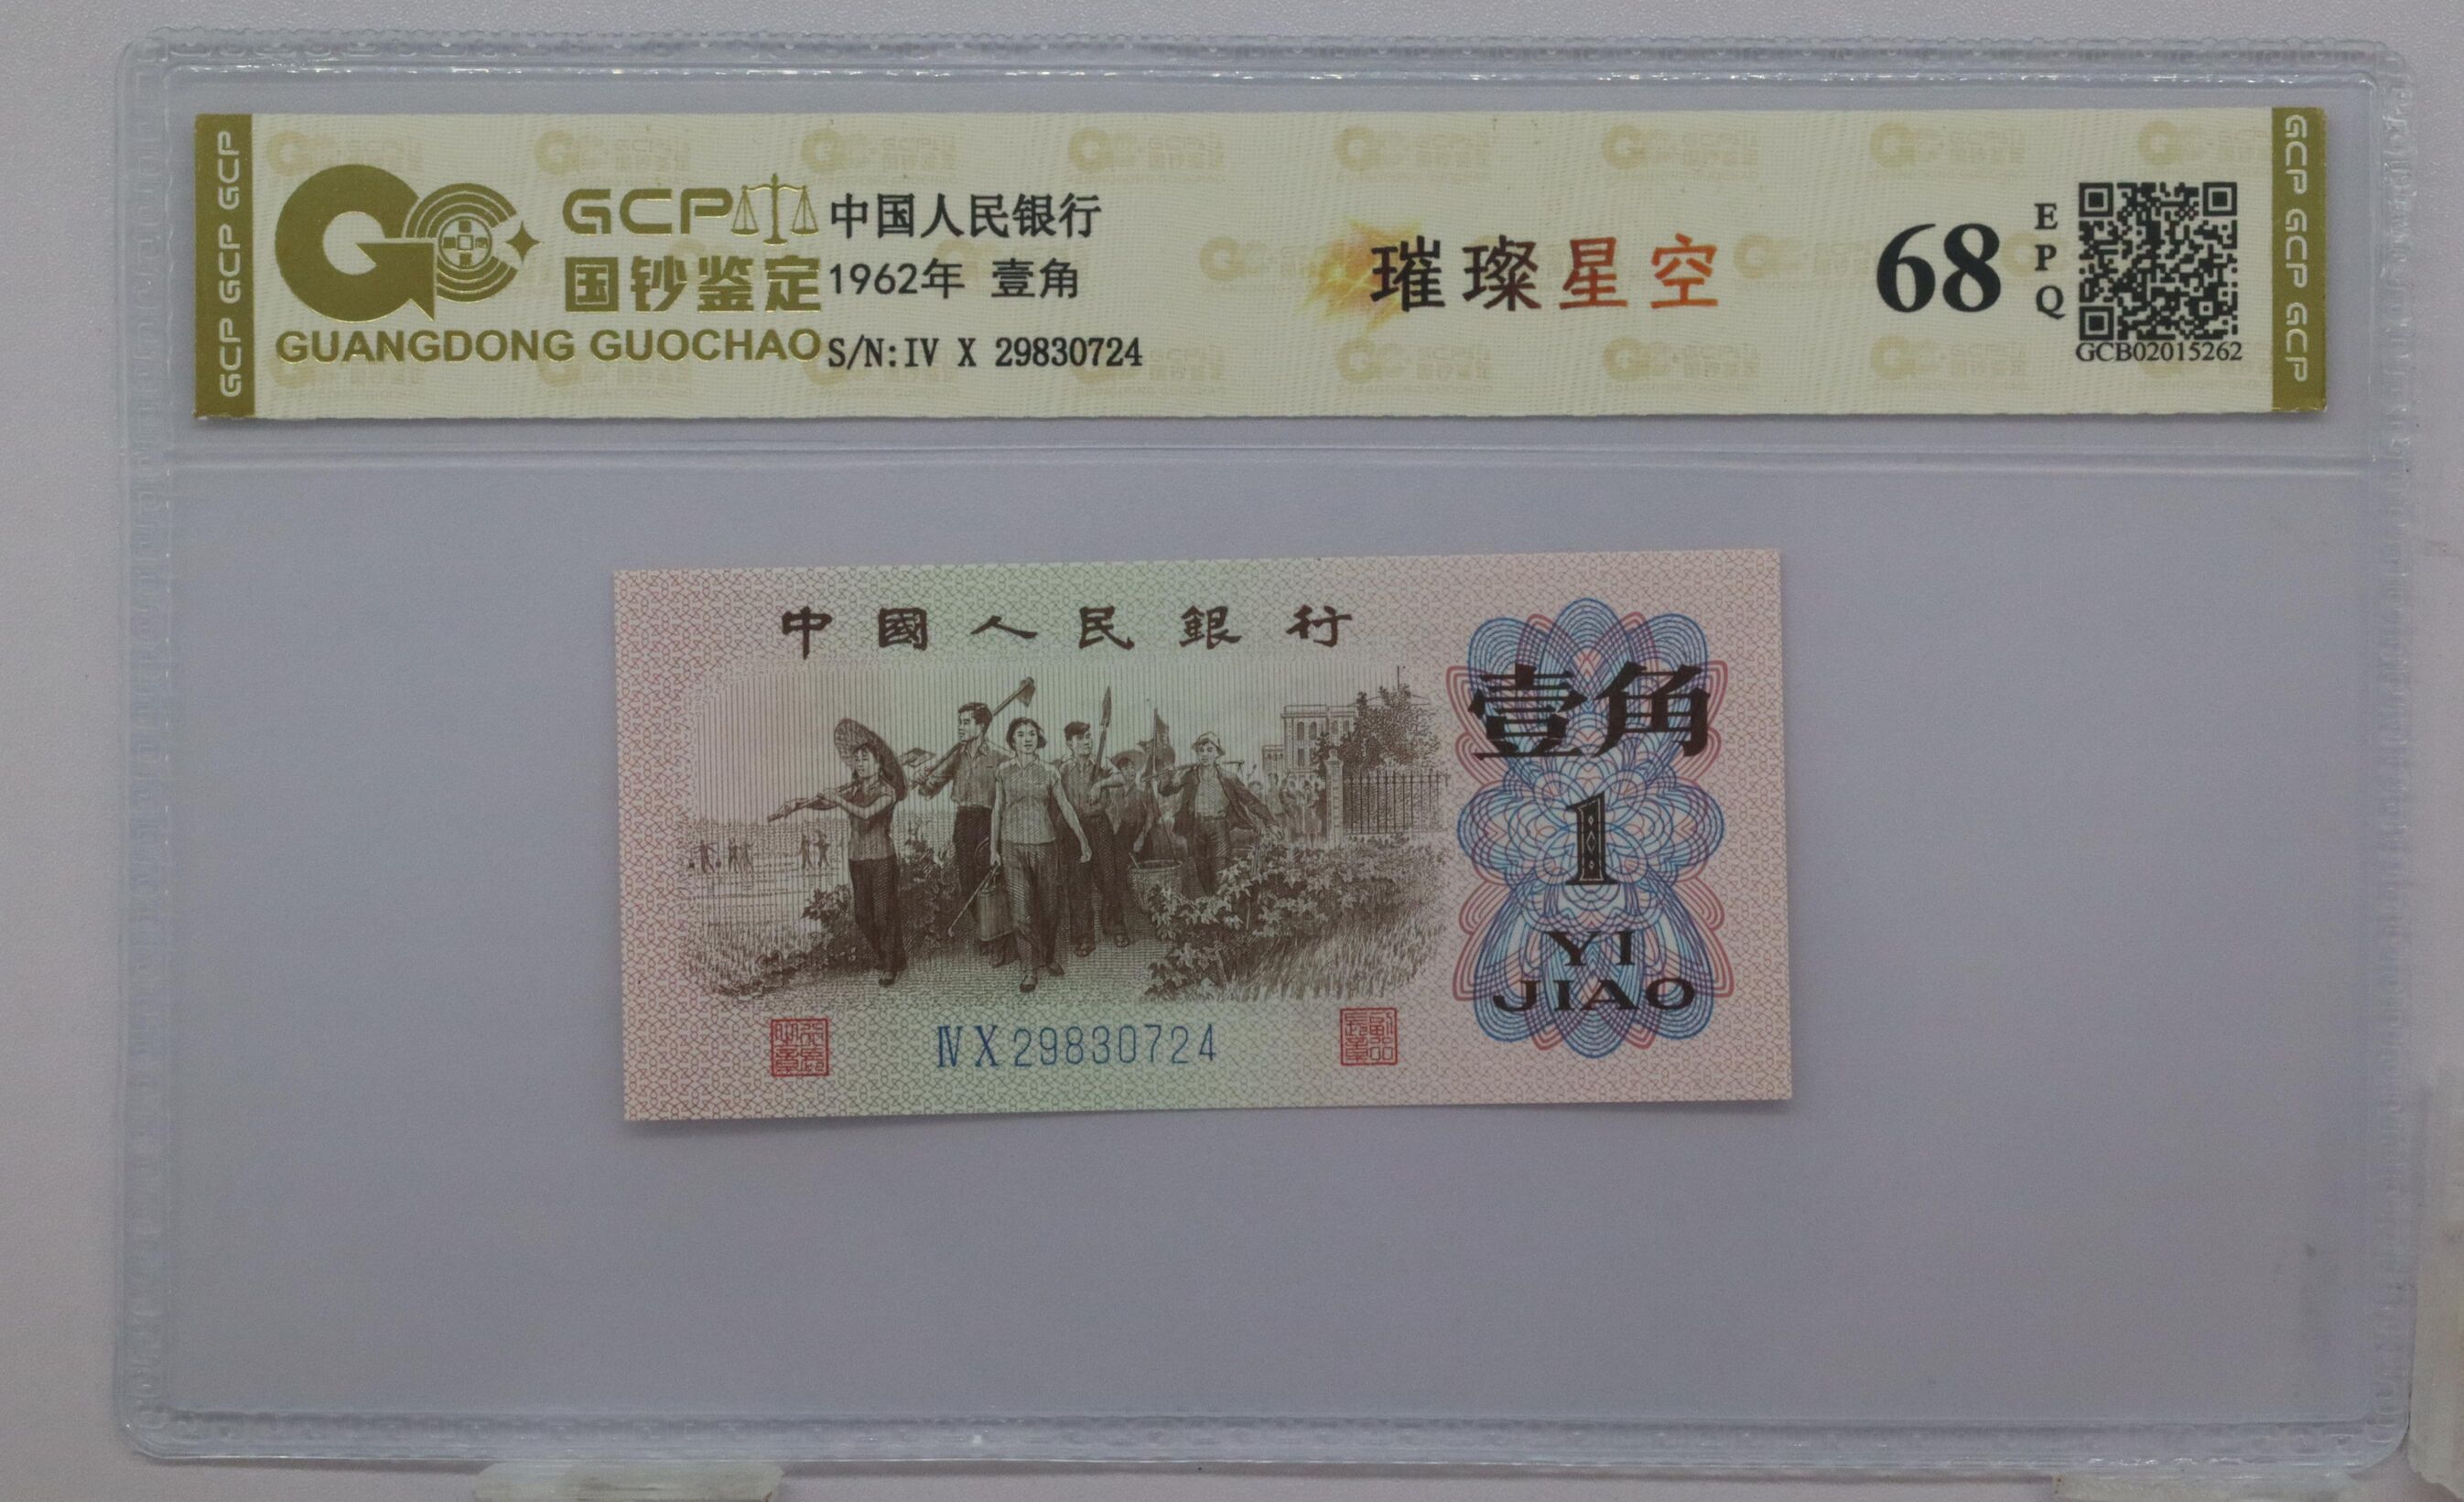 GCP GCP GCP
GCP
国钞鉴定
GUANGDONG GUOCHAO
中国人民银行
1962年 壹角
S/N:IV X 29830724
璀璨星空
68
EPQ
GCB02015262
GCP GCP GCP
中國人民銀行
壹角
1
YI
JIAO
IV X 29830724